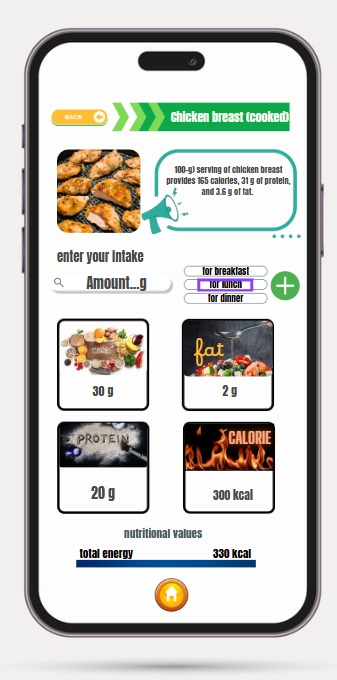 BACK
Chicken breast (cooked)
100-g) serving of chicken breast
provides 165 calories, 31 g of protein,
and 3.6 g of fat.
enter your intake
Amount...g
for breakfast
for lunch
for dinner
CARBS
fat
30 g
2 g
PROTEIN
CALORIE
20 g
300 kcal
nutritional values
total energy 330 kcal